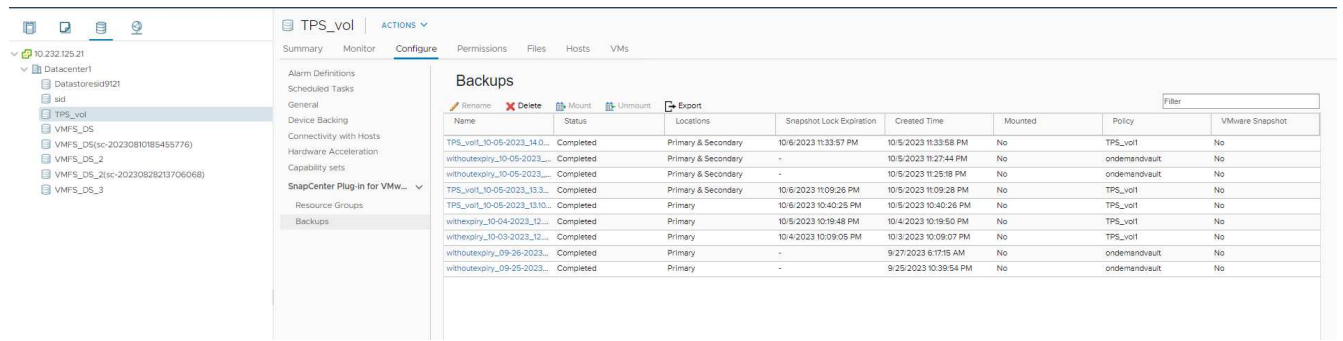 TPS_vol ACTIONS
Summary Monitor Configure Permissions Files Hosts VMs
10.232.125.21
Datacenter1
Datastoresid9121
sid
TPS_vol
VMFS_DS
VMFS_DS(sc-20230810185455776)
VMFS_DS_2
VMFS_DS_2(sc-20230828213706068)
VMFS_DS_3
Alarm Definitions
Scheduled Tasks
General
Device Backing
Connectivity with Hosts
Hardware Acceleration
Capability sets
SnapCenter Plug-in for VMw...
Resource Groups
Backups
Backups
Rename Delete Mount Unmount Export Filter
Name Status Locations Snapshot Lock Expiration Created Time Mounted Policy VMware Snapshot
TPS_vol1_10-05-2023_14.0... Completed Primary & Secondary 10/6/2023 11:33:57 PM 10/5/2023 11:33:58 PM No TPS_vol1 No
withoutexpiry_10-05-2023_... Completed Primary & Secondary - 10/5/2023 11:27:44 PM No ondemandvault No
withoutexpiry_10-05-2023_... Completed Primary & Secondary - 10/5/2023 11:25:18 PM No ondemandvault No
TPS_vol1_10-05-2023_13.3... Completed Primary & Secondary 10/6/2023 11:09:26 PM 10/5/2023 11:09:28 PM No TPS_vol1 No
TPS_vol1_10-05-2023_13.10... Completed Primary 10/6/2023 10:40:25 PM 10/5/2023 10:40:26 PM No TPS_vol1 No
withexpiry_10-04-2023_12.... Completed Primary 10/5/2023 10:19:48 PM 10/4/2023 10:19:50 PM No TPS_vol1 No
withexpiry_10-03-2023_12.... Completed Primary 10/4/2023 10:09:05 PM 10/3/2023 10:09:07 PM No TPS_vol1 No
withoutexpiry_09-26-2023... Completed Primary - 9/27/2023 6:17:15 AM No ondemandvault No
withoutexpiry_09-25-2023... Completed Primary - 9/25/2023 10:39:54 PM No ondemandvault No